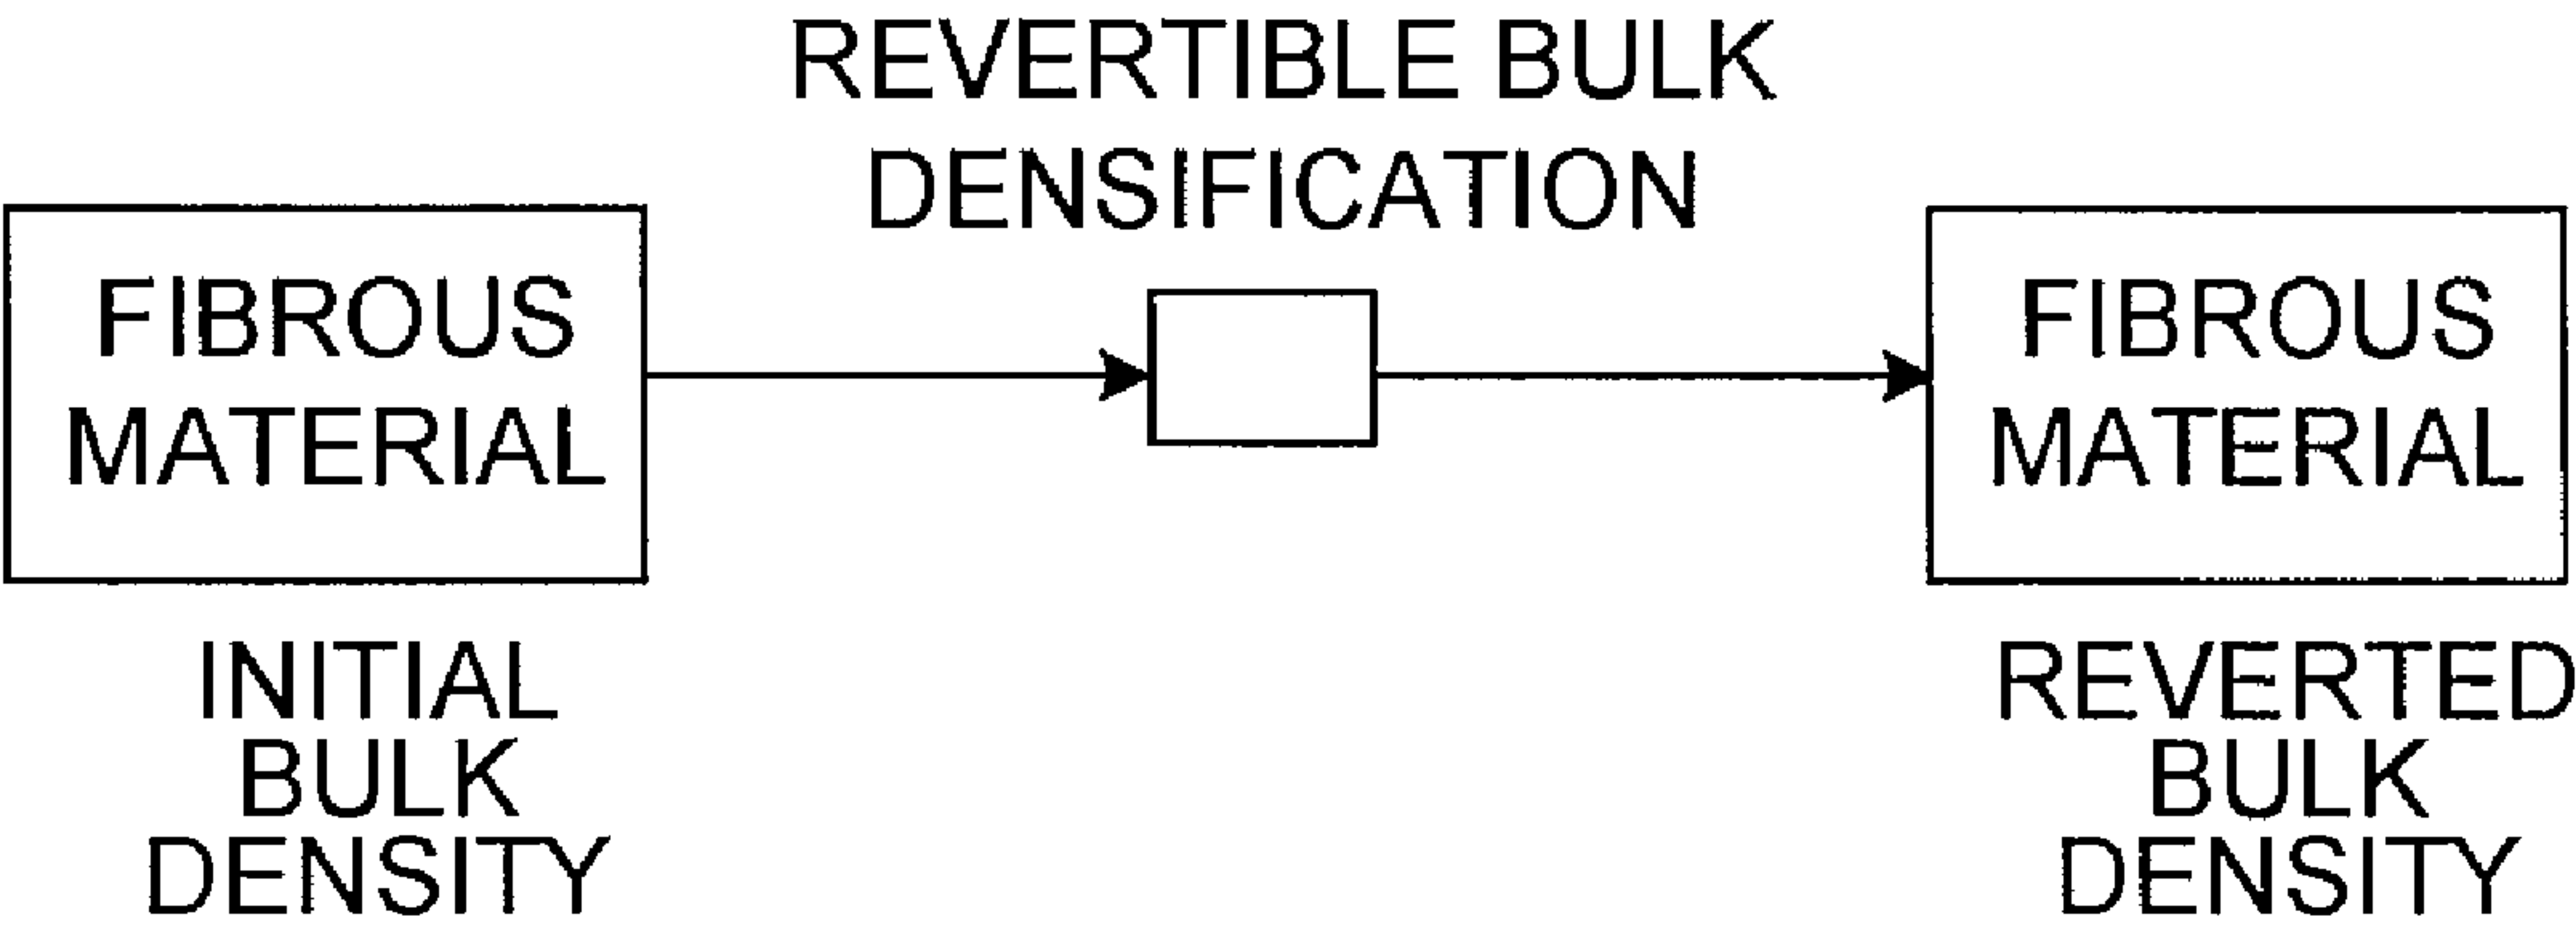 REVERTIBLE BULK
DENSIFICATION
FIBROUS
MATERIAL
INITIAL
BULK
DENSITY
FIBROUS
MATERIAL
REVERTED
BULK
DENSITY